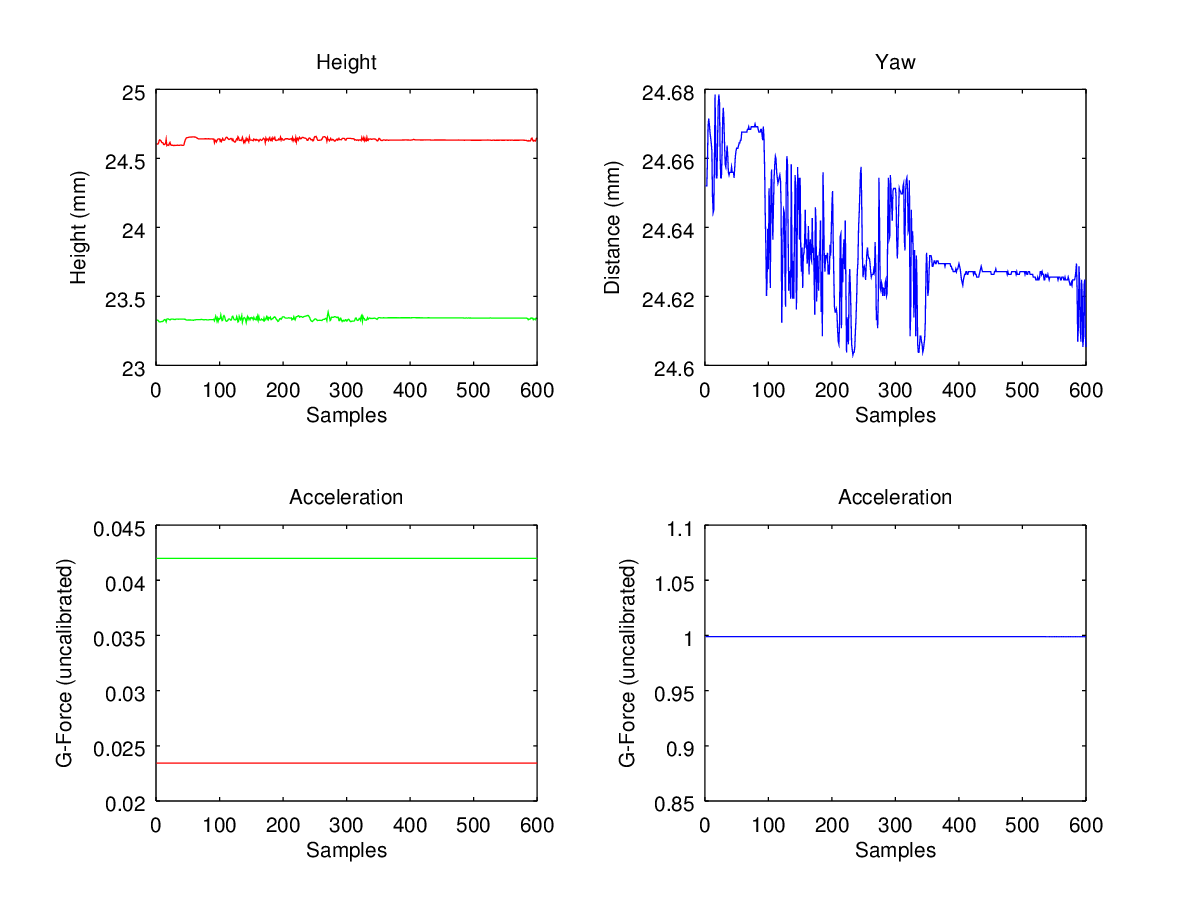 Height
25
24.5
24
23.5
23
Height (mm)
0 100 200 300 400 500 600
Samples
Yaw
24.68
24.66
24.64
24.62
24.6
Distance (mm)
0 100 200 300 400 500 600
Samples
Acceleration
0.045
0.04
0.035
0.03
0.025
0.02
G-Force (uncalibrated)
0 100 200 300 400 500 600
Samples
Acceleration
1.1
1.05
1
0.95
0.9
0.85
G-Force (uncalibrated)
0 100 200 300 400 500 600
Samples